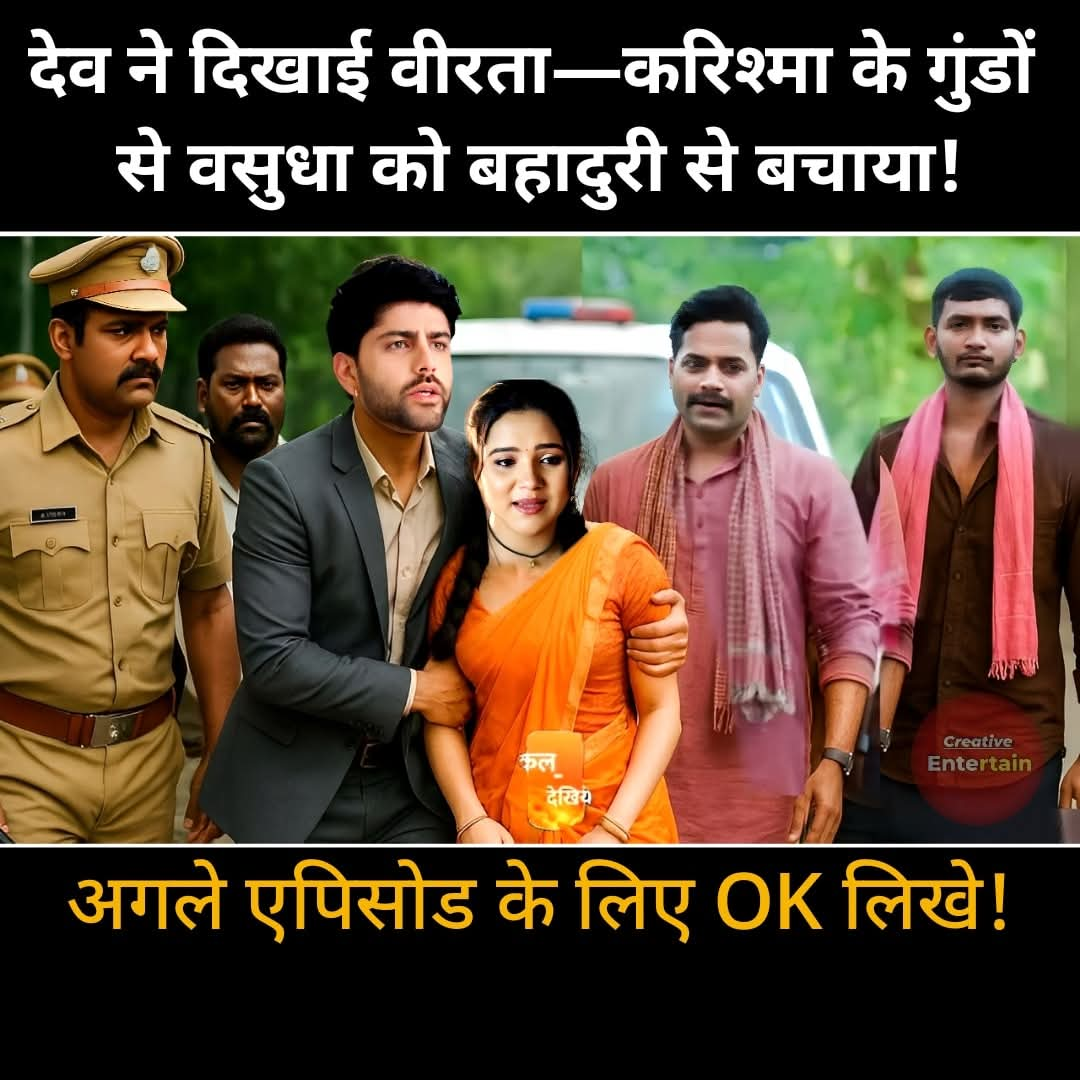 देव ने दिखाई वीरता—करिश्मा के गुंडों
से वसुधा को बहादुरी से बचाया!
कल
देखिये
Creative
Entertain
अगले एपिसोड के लिए OK लिखे!